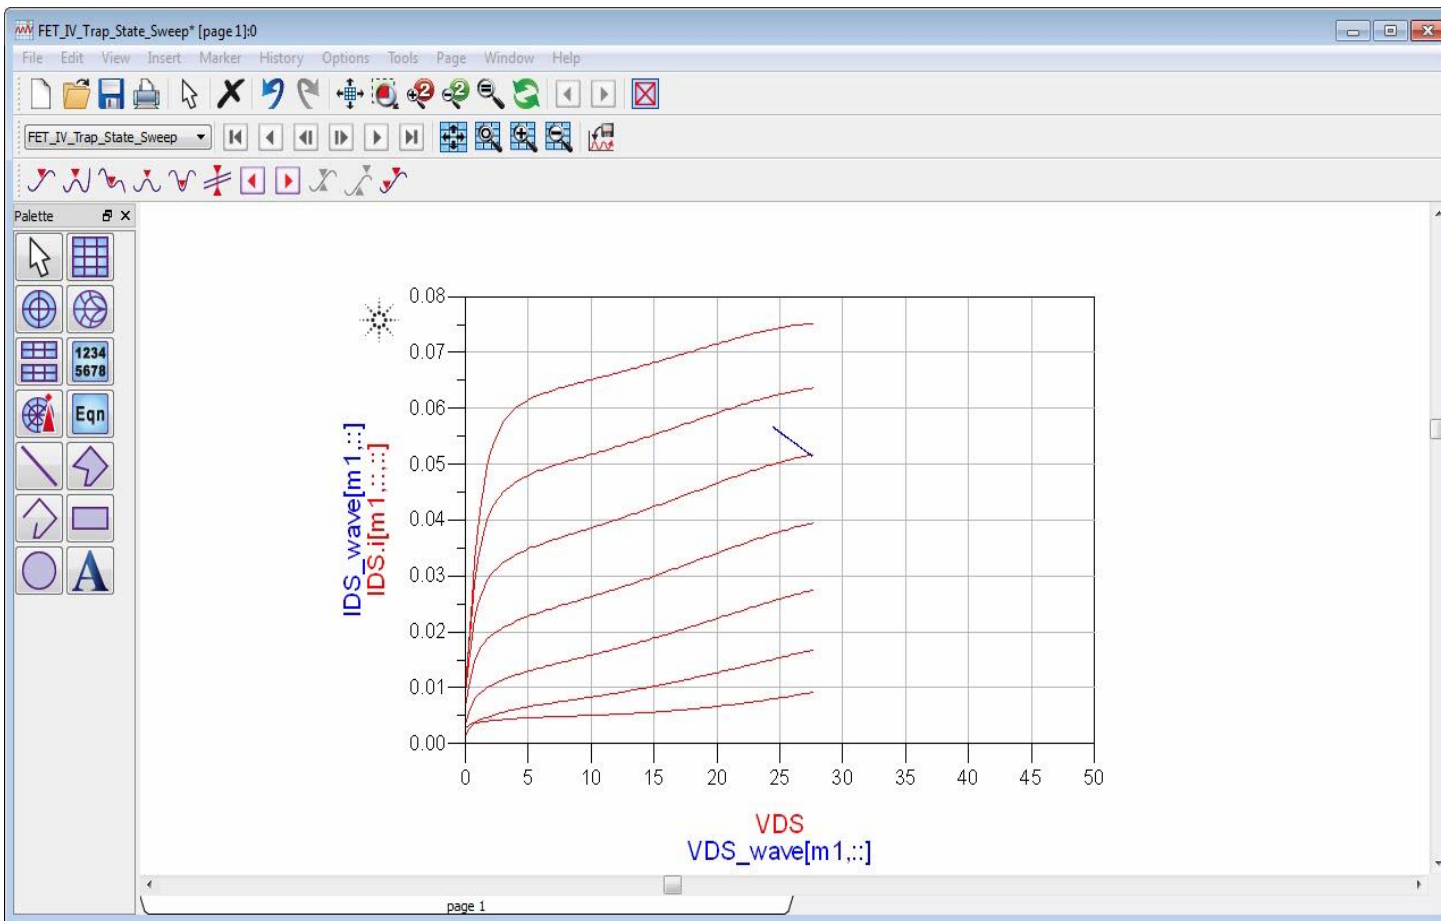 FET_IV_Trap_State_Sweep* [page 1]:0
File Edit View Insert Marker History Options Tools Page Window Help
+2 -2
FET_IV_Trap_State_Sweep
Palette
1234
5678
Eqn
A
IDS_wave[m1,::]
IDS.i[m1,::,::]
0.08
0.07
0.06
0.05
0.04
0.03
0.02
0.01
0.00
0 5 10 15 20 25 30 35 40 45 50
VDS
VDS_wave[m1,::]
page 1